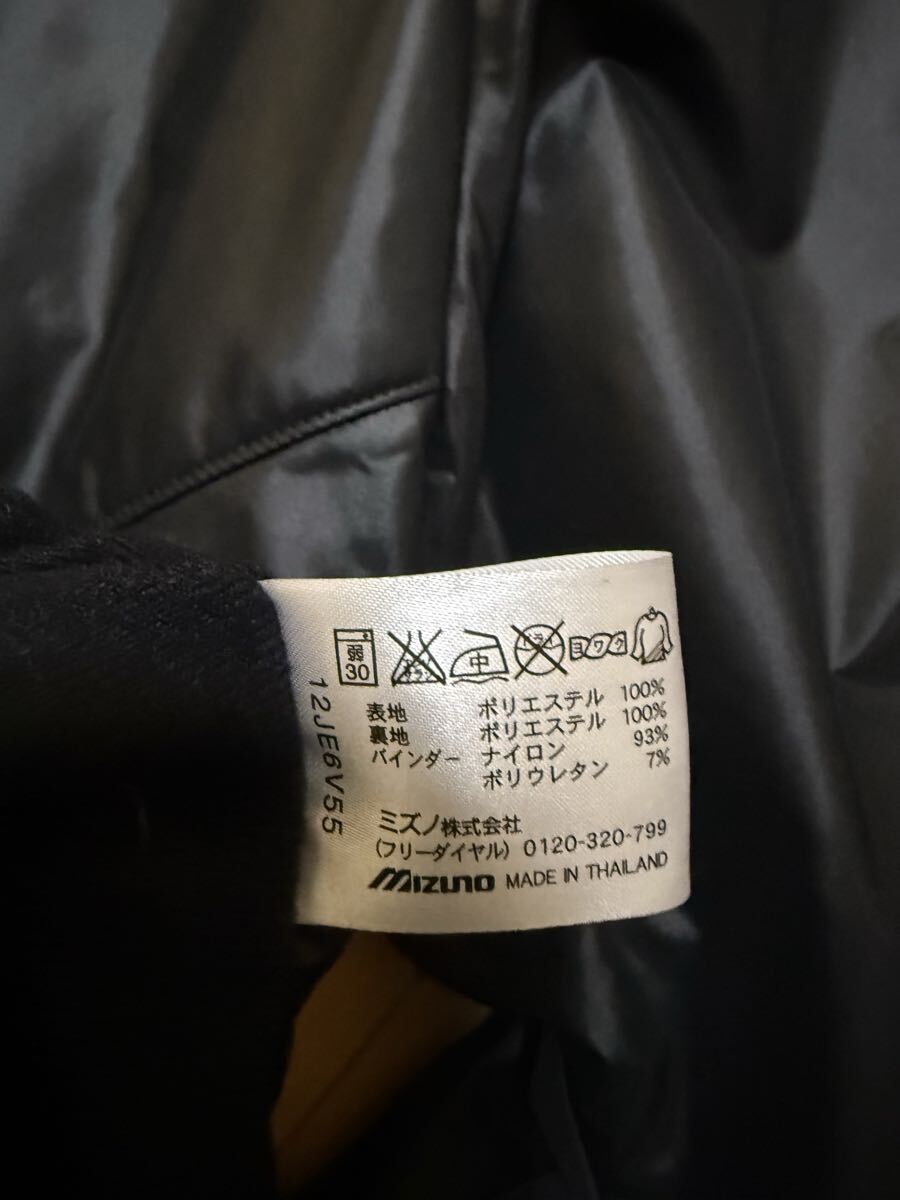 弱
30
中
ヨワク
表地 ポリエステル 100%
裏地 ポリエステル 100%
バインダー ナイロン 93%
ポリウレタン 7%
ミズノ株式会社
(フリーダイヤル) 0120-320-799
MIZUNO MADE IN THAILAND
12JE6V55